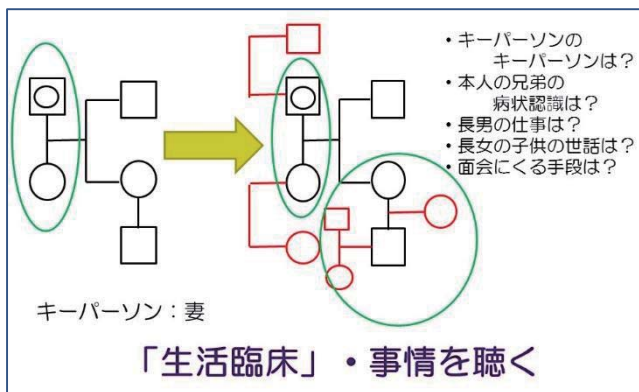 ・キーパーソンの
キーパーソンは？
・本人の兄弟の
病状認識は？
・長男の仕事は？
・長女の子供の世話は？
・面会にくる手段は？
キーパーソン：妻
「生活臨床」・事情を聴く